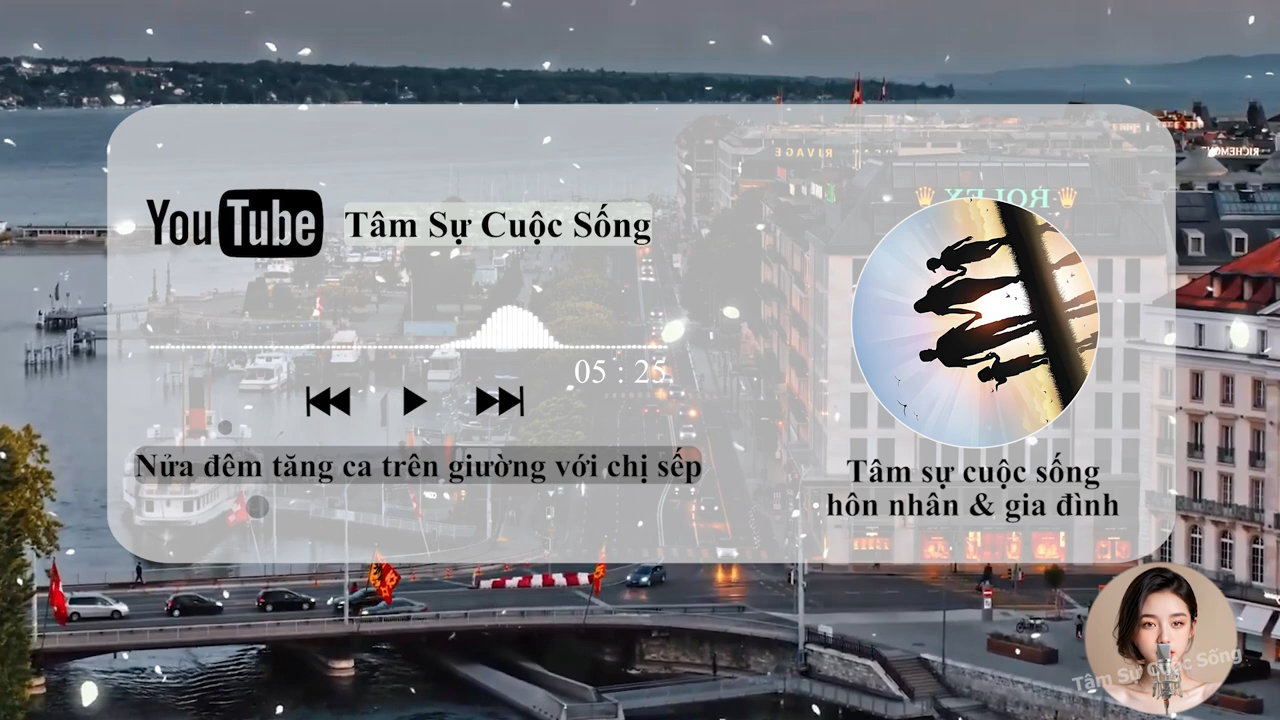 RIVAGE
RICHEMON
ROLEX
YouTube
Tâm Sự Cuộc Sống
05 : 25
Nửa đêm tăng ca trên giường với chị sếp
Tâm sự cuộc sống
hôn nhân & gia đình
Tâm Sự Cuộc Sống